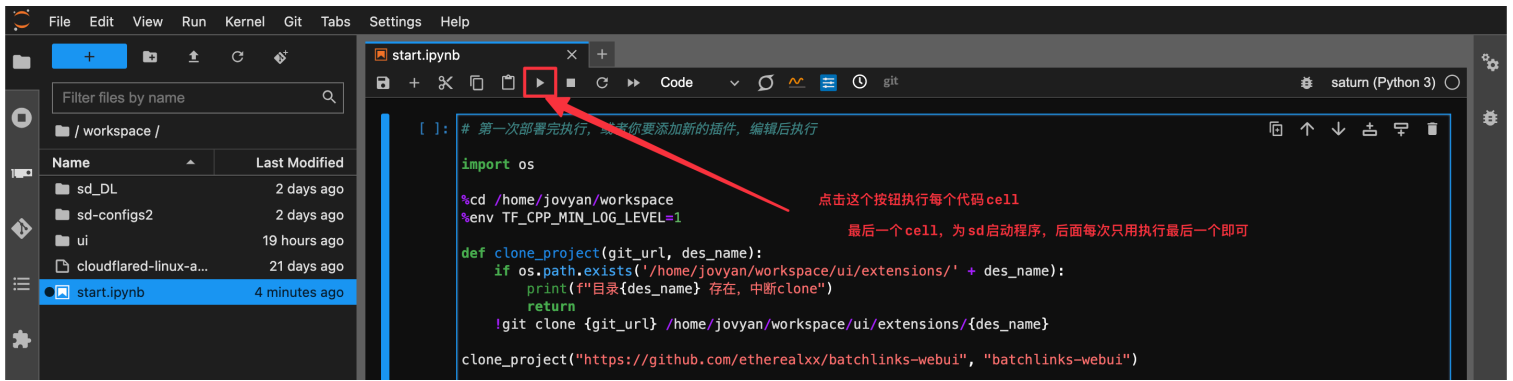 File Edit View Run Kernel Git Tabs Settings Help
start.ipynb
Code
git
saturn (Python 3)
Filter files by name
/ workspace /
Name Last Modified
sd_DL 2 days ago
sd-configs2 2 days ago
ui 19 hours ago
cloudflared-linux-a... 21 days ago
start.ipynb 4 minutes ago
[ ]: # 第一次部署完执行，或者你要添加新的插件，编辑后执行
import os
%cd /home/jovyan/workspace
%env TF_CPP_MIN_LOG_LEVEL=1
点击这个按钮执行每个代码cell
最后一个cell，为sd启动程序，后面每次只用执行最后一个即可
def clone_project(git_url, des_name):
if os.path.exists('/home/jovyan/workspace/ui/extensions/' + des_name):
print(f"目录{des_name} 存在，中断clone")
return
!git clone {git_url} /home/jovyan/workspace/ui/extensions/{des_name}
clone_project("https://github.com/etherealxx/batchlinks-webui", "batchlinks-webui")